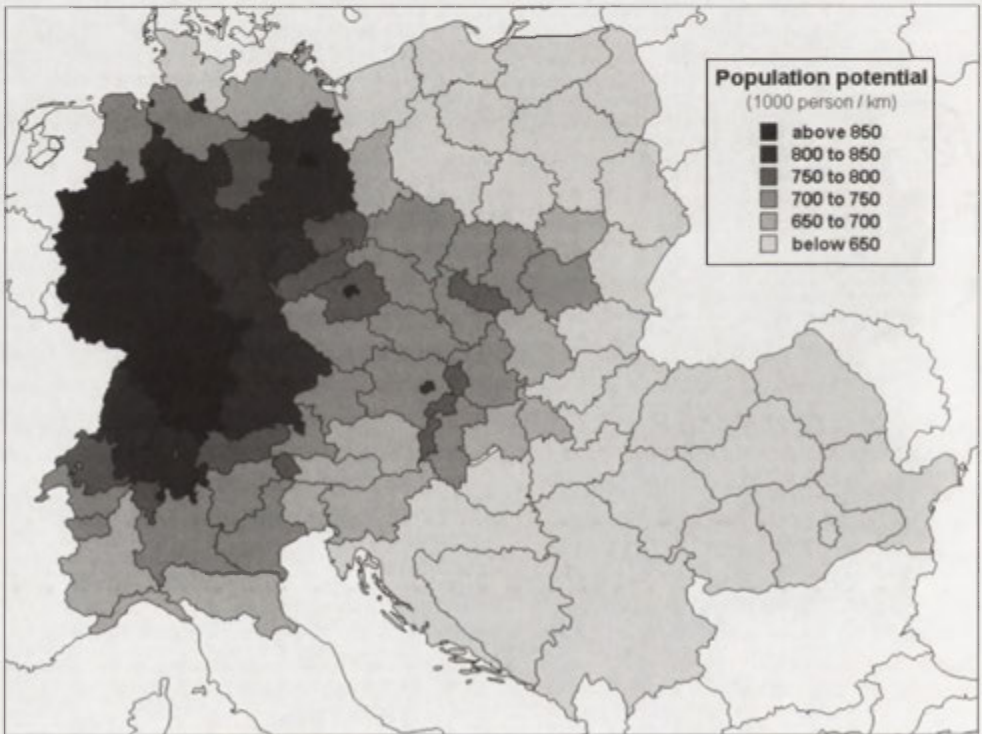 Population potential
(1000 person / km)
above 850
800 to 850
750 to 800
700 to 750
650 to 700
below 650